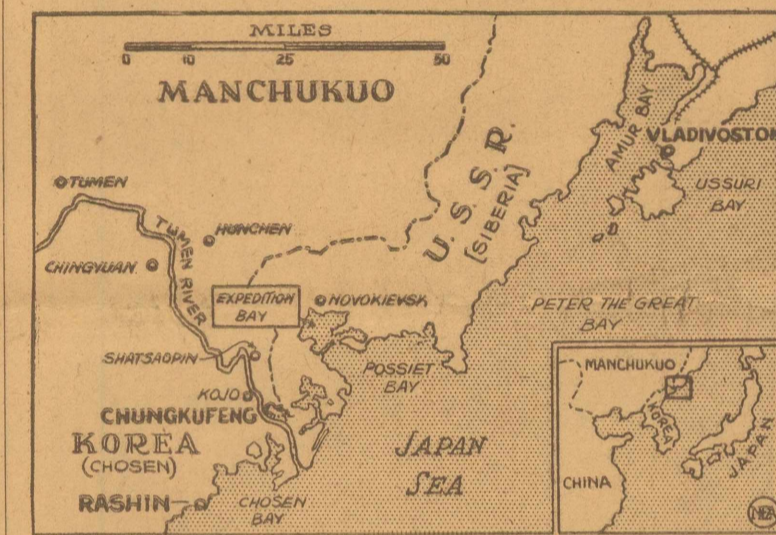 MILES
0 10 25 50
MANCHUKUO
TUMEN
HUNCHEN
CHINGYUAN
TUMEN RIVER
EXPEDITION
BAY
NOVOKIEVSK
U. S. S. R.
[SIBERIA]
AMUR BAY
VLADIVOSTOK
USSURI
BAY
PETER THE GREAT
BAY
POSSIET
BAY
SHATSAOPIN
KOJO
CHUNGKUFENG
KOREA
(CHOSEN)
RASHIN
CHOSEN
BAY
JAPAN
SEA
MANCHUKUO
KOREA
JAPAN
CHINA
NEA